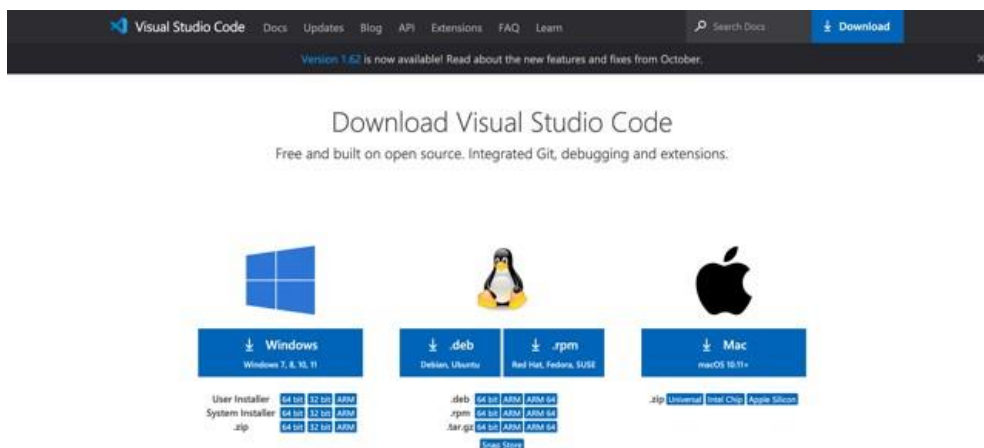 Visual Studio Code Docs Updates Blog API Extensions FAQ Learn Search Docs Download
Version 1.62 is now available! Read about the new features and fixes from October.
Download Visual Studio Code
Free and built on open source. Integrated Git, debugging and extensions.
Windows
Windows 7, 8, 10, 11
User Installer 64 bit 32 bit ARM
System Installer 64 bit 32 bit ARM
.zip 64 bit 32 bit ARM
.deb
Debian, Ubuntu
.rpm
Red Hat, Fedora, SUSE
.deb 64 bit ARM ARM 64
.rpm 64 bit ARM ARM 64
.tar.gz 64 bit ARM ARM 64
Snap Store
Mac
macOS 10.11+
.zip Universal Intel Chip Apple Silicon